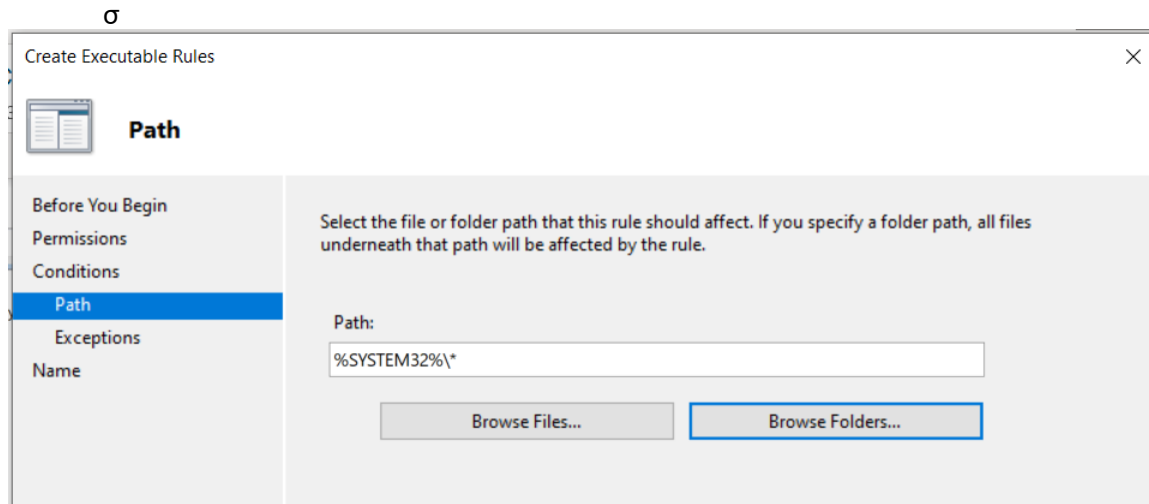 σ
Create Executable Rules
Path
Before You Begin
Permissions
Conditions
Path
Exceptions
Name
Select the file or folder path that this rule should affect. If you specify a folder path, all files
underneath that path will be affected by the rule.
Path:
%SYSTEM32%\*
Browse Files... Browse Folders...